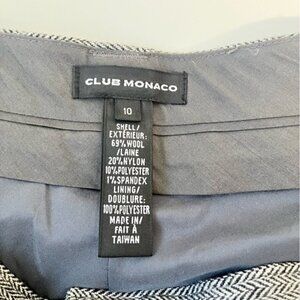 CLUB MONACO
10
SHELL/
EXTÉRIEUR:
69%WOOL
/LAINE
20%NYLON
10%POLYESTER
1%SPANDEX
LINING/
DOUBLURE:
100%POLYESTER
MADE IN/
FAIT À
TAIWAN